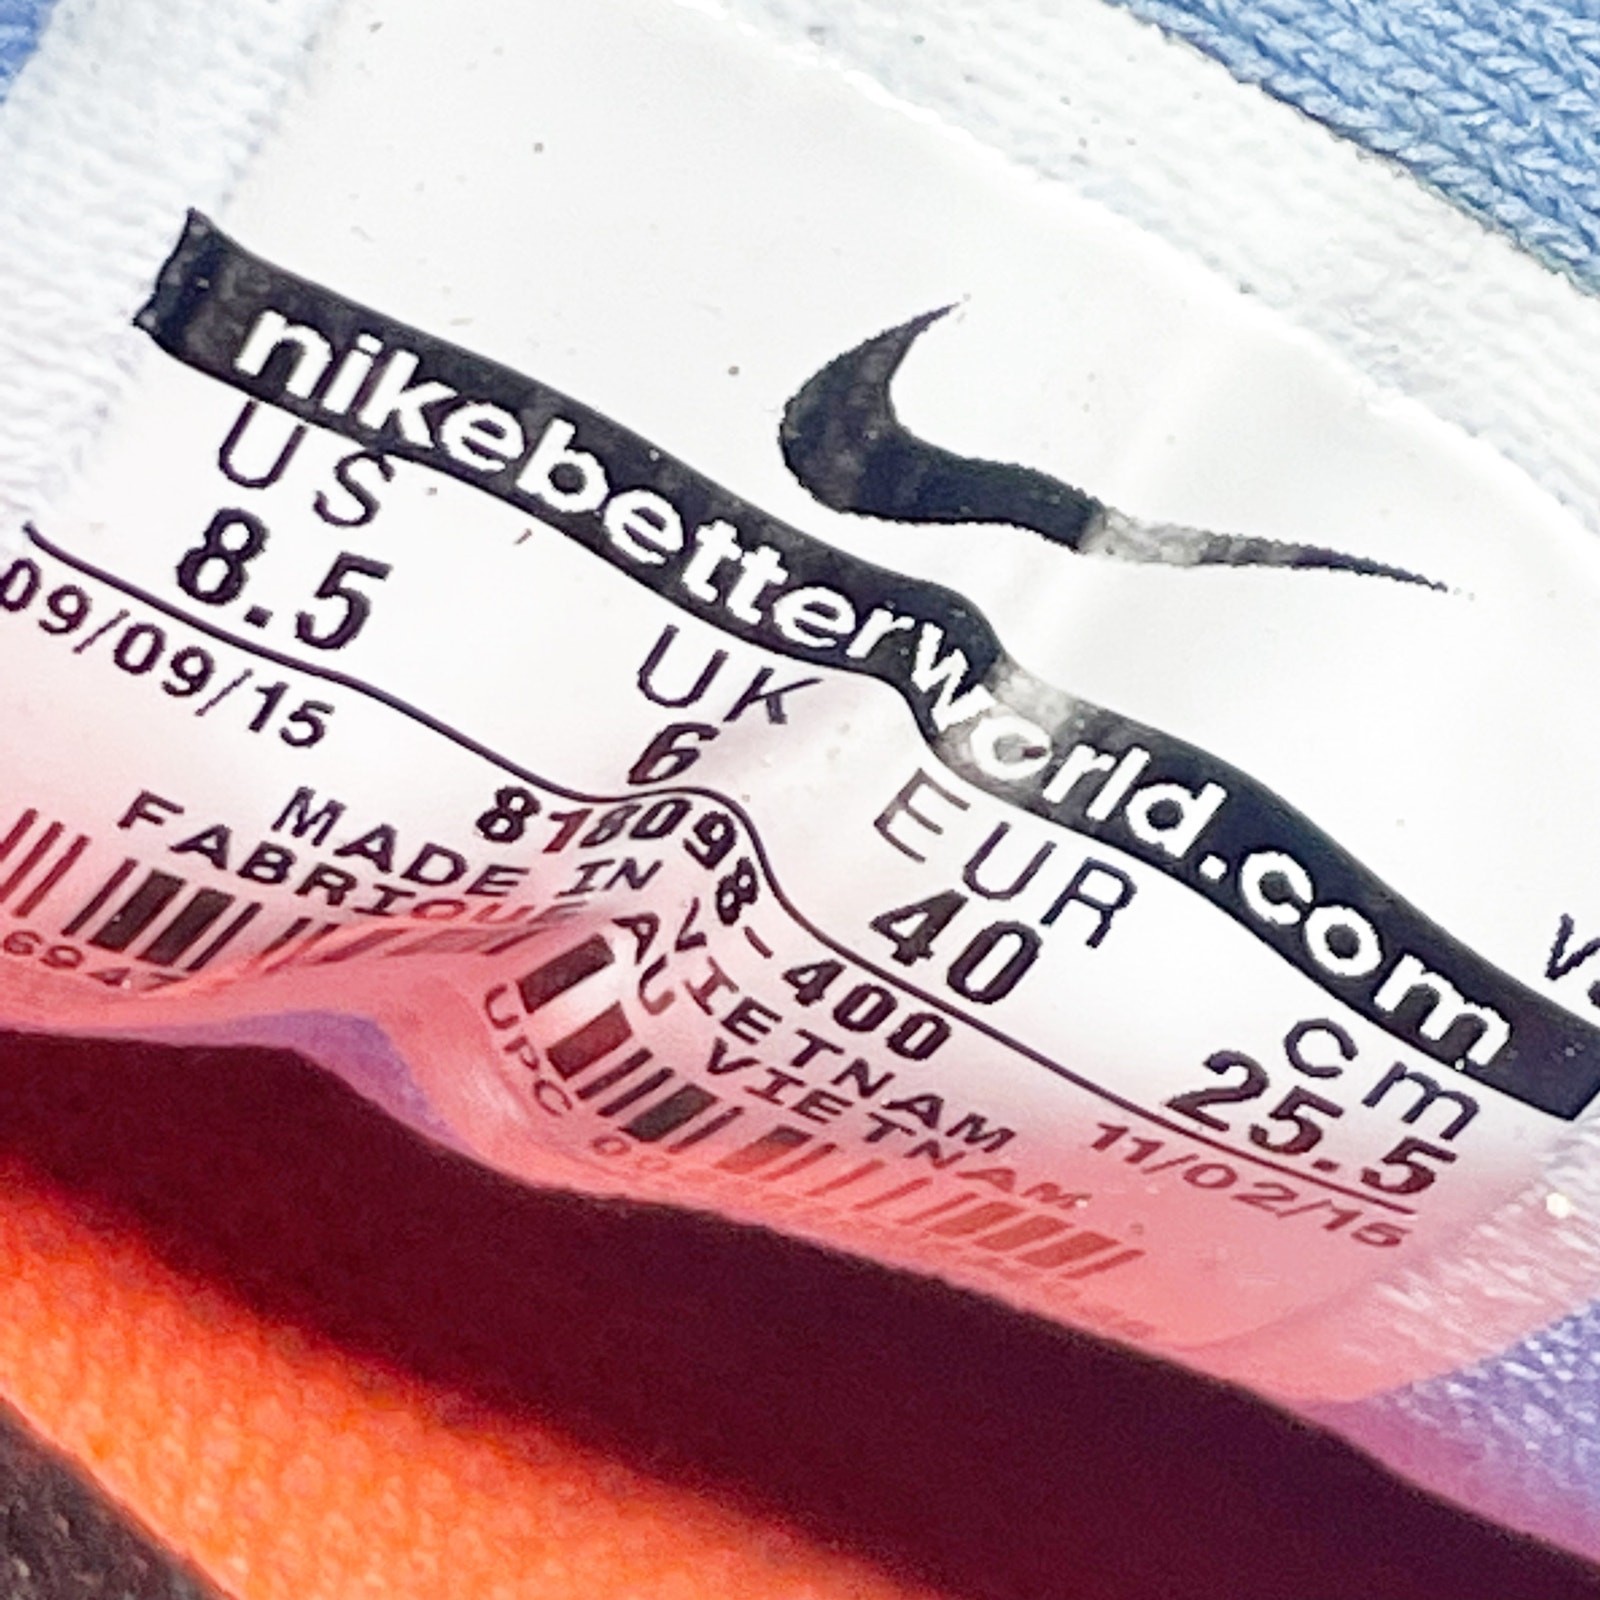 nikebetterworld.com
US UK EUR cm
8.5 6 40 25.5
09/09/15 818098-400 11/02/15
MADE IN VIETNAM
FABRIQUE AU VIETNAM
UPC